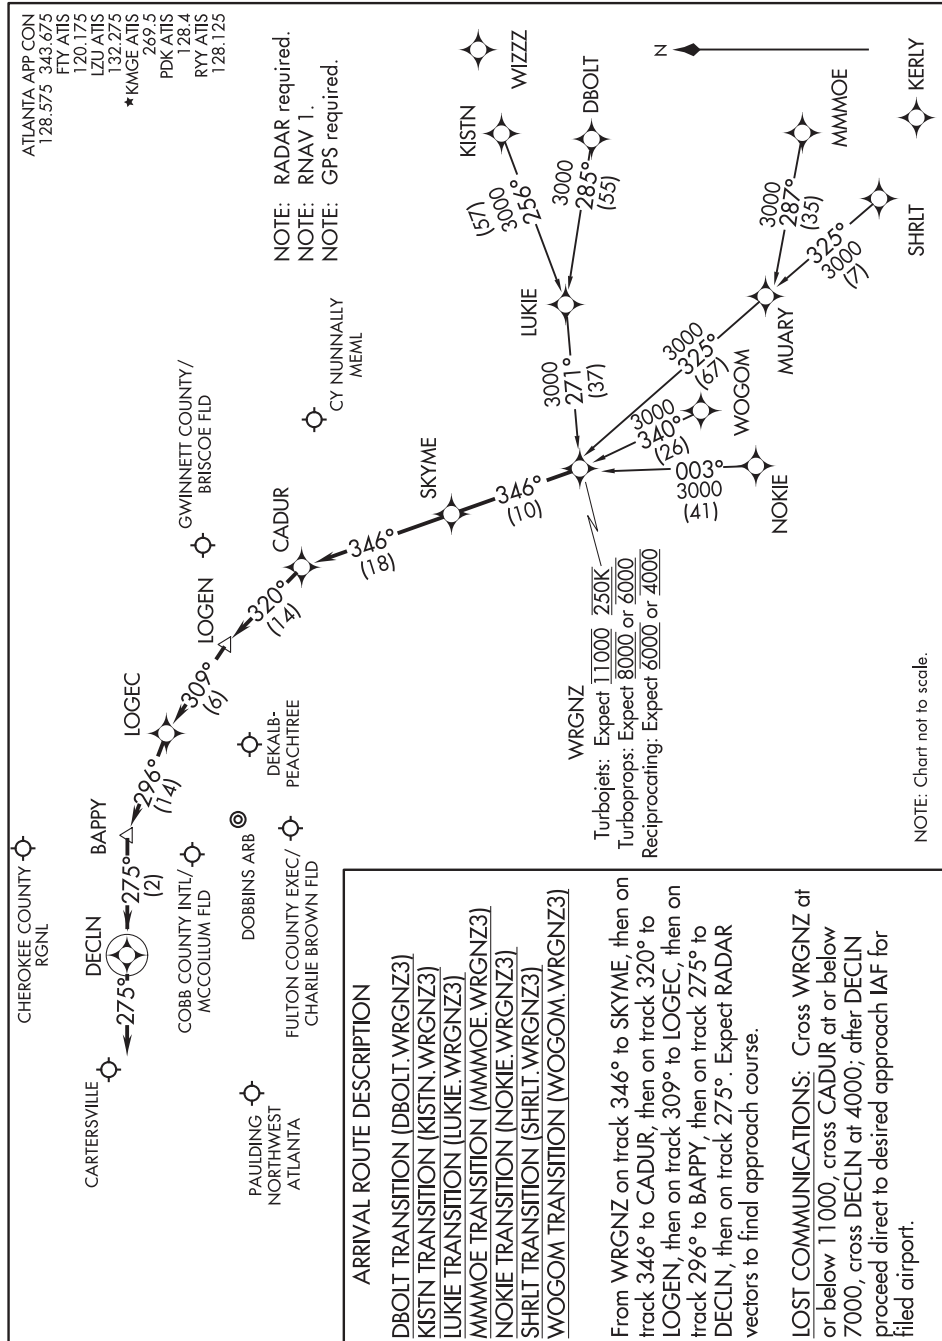 ATLANTA APP CON
128.575 343.675
FTY ATIS
120.175
LZU ATIS
132.275
★KMGE ATIS
269.5
PDK ATIS
128.4
RYY ATIS
128.125
NOTE: RADAR required.
NOTE: RNAV 1.
NOTE: GPS required.
CHEROKEE COUNTY
RGNL
CARTERSVILLE
275°
DECLN
275°
(2)
BAPPY
296°
(14)
LOGEC
309°
(6)
LOGEN
320°
(14)
CADUR
346°
(18)
SKYME
346°
(10)
GWINNETT COUNTY/
BRISCOE FLD
CY NUNNALLY
MEML
COBB COUNTY INTL/
MCCOLLUM FLD
DOBBINS ARB
DEKALB-
PEACHTREE
FULTON COUNTY EXEC/
CHARLIE BROWN FLD
PAULDING
NORTHWEST
ATLANTA
KISTN
(57)
3000
256°
WIZZZ
DBOLT
3000
285°
(55)
LUKIE
3000
271°
(37)
N
MMMOE
3000
287°
(35)
KERLY
SHRLT
325°
3000
(7)
MUARY
3000
325°
(67)
WOGOM
3000
340°
(26)
NOKIE
003°
3000
(41)
WRGNZ
Turbojets: Expect 11000 250K
Turboprops: Expect 8000 or 6000
Reciprocating: Expect 6000 or 4000
NOTE: Chart not to scale.
ARRIVAL ROUTE DESCRIPTION
DBOLT TRANSITION (DBOLT.WRGNZ3)
KISTN TRANSITION (KISTN.WRGNZ3)
LUKIE TRANSITION (LUKIE.WRGNZ3)
MMMOE TRANSITION (MMMOE.WRGNZ3)
NOKIE TRANSITION (NOKIE.WRGNZ3)
SHRLT TRANSITION (SHRLT.WRGNZ3)
WOGOM TRANSITION (WOGOM.WRGNZ3)
From WRGNZ on track 346° to SKYME, then on
track 346° to CADUR, then on track 320° to
LOGEN, then on track 309° to LOGEC, then on
track 296° to BAPPY, then on track 275° to
DECLN, then on track 275°. Expect RADAR
vectors to final approach course.
LOST COMMUNICATIONS: Cross WRGNZ at
or below 11000, cross CADUR at or below
7000, cross DECLN at 4000; after DECLN
proceed direct to desired approach IAF for
filed airport.